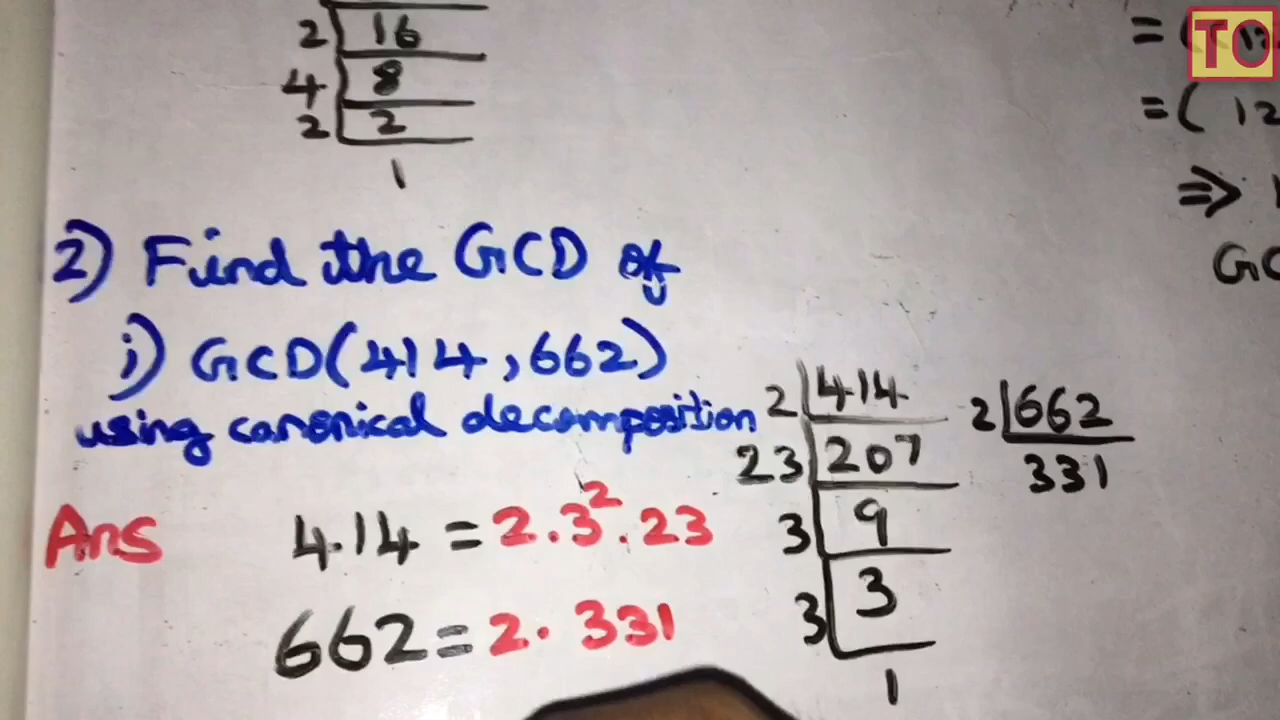 2 16
4 8
2 2
1
TO
=(
=( 12
⇒
GC
2) Find the GCD of
i) GCD(414,662)
using canonical decomposition
Ans 414 = 2.3².23
662 = 2. 331
2 414
23 207
3 9
3 3
1
2 662
331